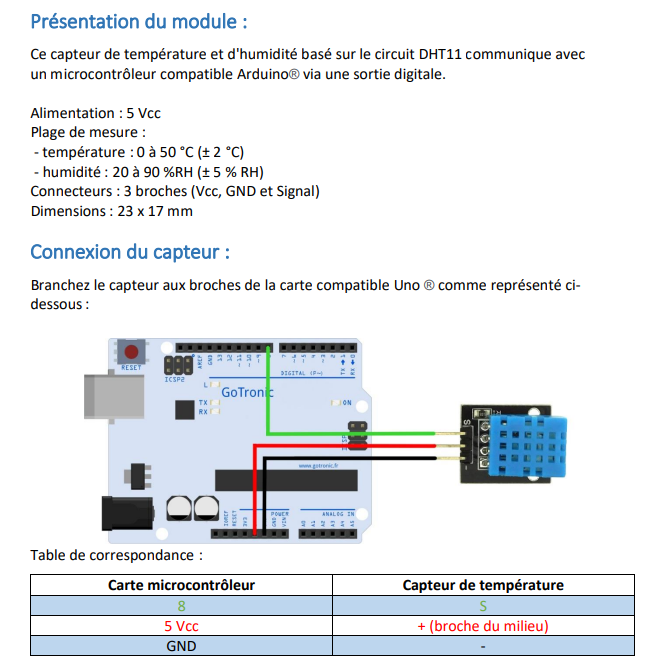 Présentation du module :
Ce capteur de température et d'humidité basé sur le circuit DHT11 communique avec
un microcontrôleur compatible Arduino® via une sortie digitale.
Alimentation : 5 Vcc
Plage de mesure :
- température : 0 à 50 °C (± 2 °C)
- humidité : 20 à 90 %RH (± 5 % RH)
Connecteurs : 3 broches (Vcc, GND et Signal)
Dimensions : 23 x 17 mm
Connexion du capteur :
Branchez le capteur aux broches de la carte compatible Uno ® comme représenté ci-
dessous :
RESET
ICSP2
AREF
GND
13
12
~11
~10
~9
7
~6
~5
4
~3
2
TX 1
RX 0
DIGITAL (P~)
L
TX
RX
GoTronic
ON
S
-
www.gotronic.fr
IOREF
RESET
3V3
GND
VIN
POWER
ANALOG IN
A0
A1
A2
A3
A4
A5
Table de correspondance :
Carte microcontrôleur Capteur de température
8 S
5 Vcc + (broche du milieu)
GND -